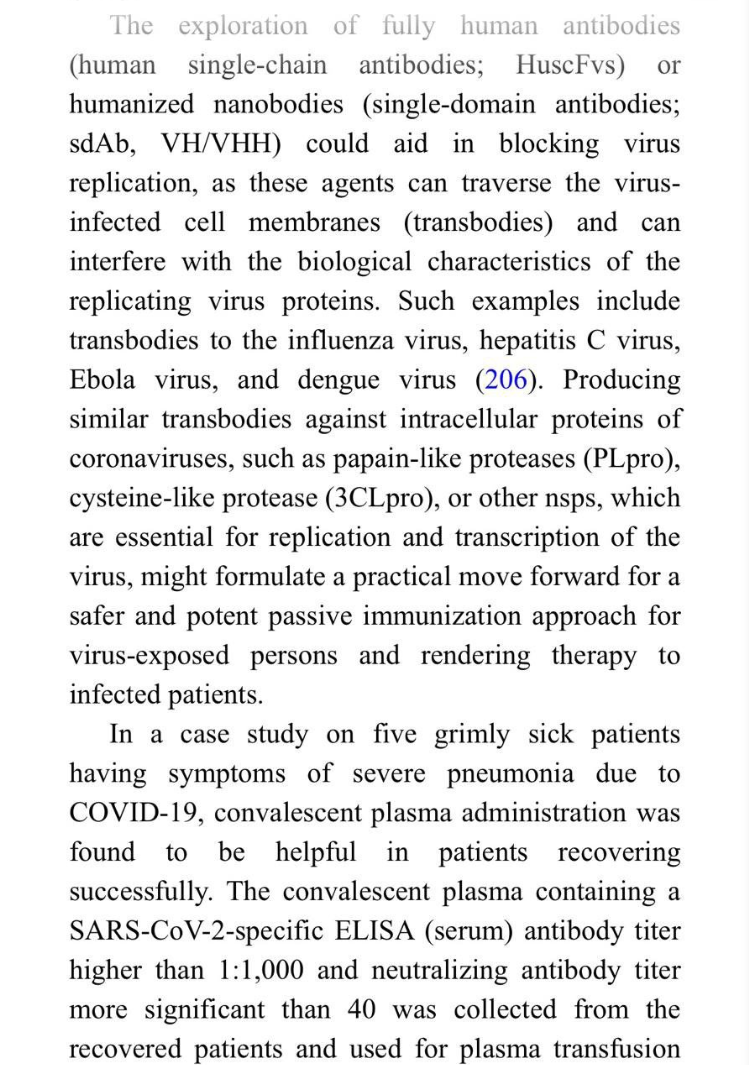 The exploration of fully human antibodies
(human single-chain antibodies; HuscFvs) or
humanized nanobodies (single-domain antibodies;
sdAb, VH/VHH) could aid in blocking virus
replication, as these agents can traverse the virus-
infected cell membranes (transbodies) and can
interfere with the biological characteristics of the
replicating virus proteins. Such examples include
transbodies to the influenza virus, hepatitis C virus,
Ebola virus, and dengue virus (206). Producing
similar transbodies against intracellular proteins of
coronaviruses, such as papain-like proteases (PLpro),
cysteine-like protease (3CLpro), or other nsps, which
are essential for replication and transcription of the
virus, might formulate a practical move forward for a
safer and potent passive immunization approach for
virus-exposed persons and rendering therapy to
infected patients.
In a case study on five grimly sick patients
having symptoms of severe pneumonia due to
COVID-19, convalescent plasma administration was
found to be helpful in patients recovering
successfully. The convalescent plasma containing a
SARS-CoV-2-specific ELISA (serum) antibody titer
higher than 1:1,000 and neutralizing antibody titer
more significant than 40 was collected from the
recovered patients and used for plasma transfusion